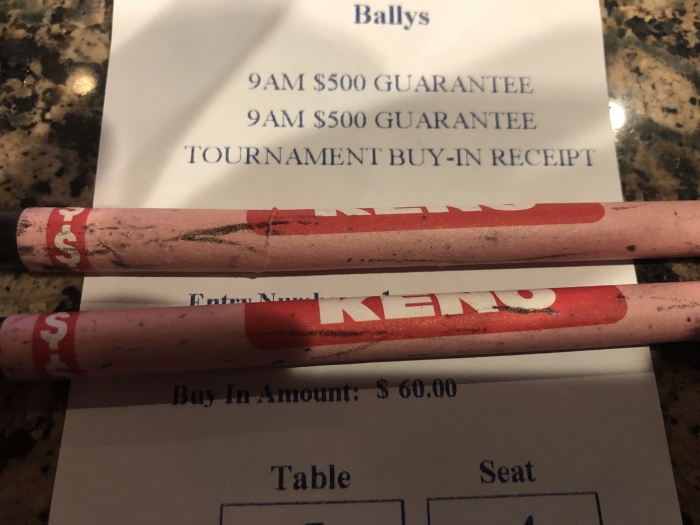 Ballys
9AM $500 GUARANTEE
9AM $500 GUARANTEE
TOURNAMENT BUY-IN RECEIPT
KENO
Entry
KENO
Buy In Amount: $ 60.00
Table Seat